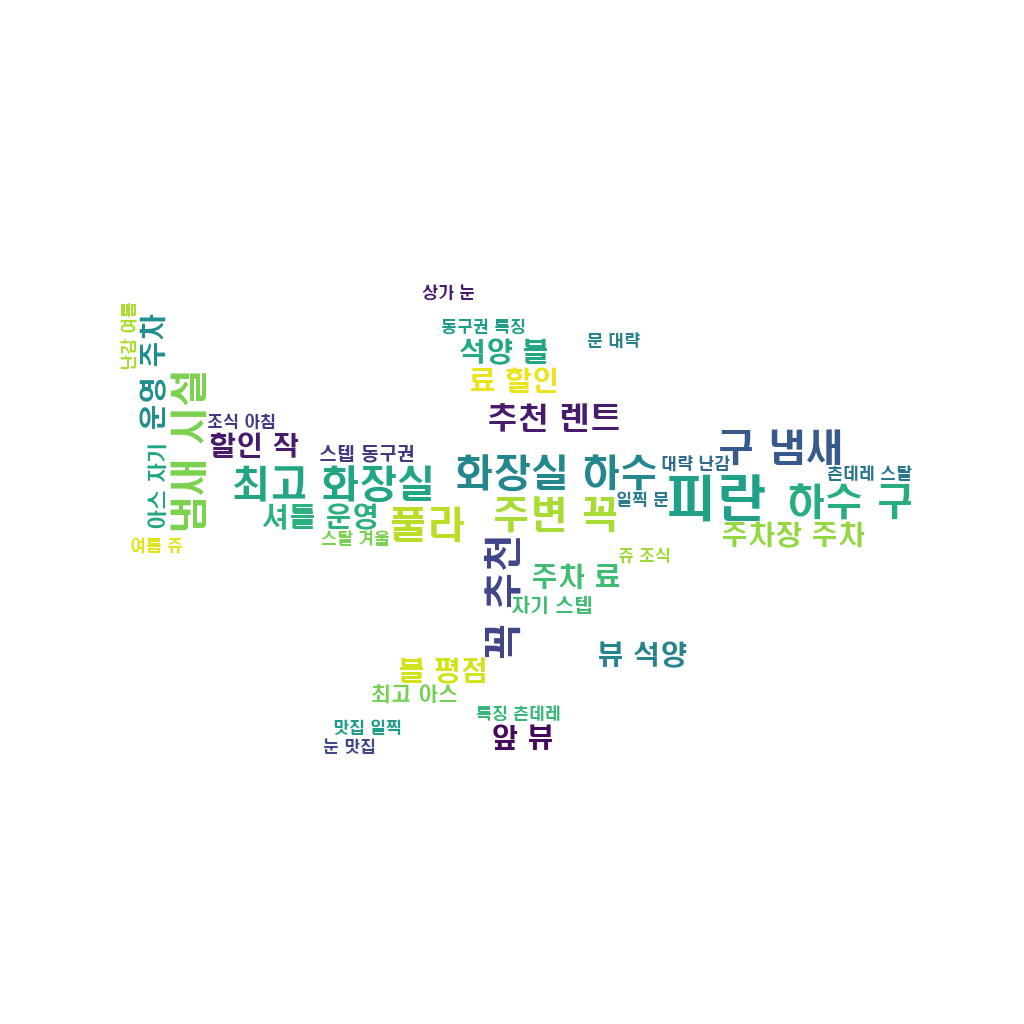 상가 눈
동구권 특징
문 대략
석양 블
료 할인
추천 렌트
난감 여름
주차
운영
냄새 시설
아스 자기
여름 쥬
조식 아침
할인 작
스텝 동구권
최고 화장실
화장실 하수
대략 난감
구 냄새
츤데레 스탈
일찍 문
피란
하수 구
셔틀 운영
풀라
주변 꼭
주차장 주차
스탈 겨울
꼭 추천
쥬 조식
주차 료
자기 스텝
뷰 석양
블 평점
최고 아스
특징 츤데레
맛집 일찍
앞 뷰
눈 맛집